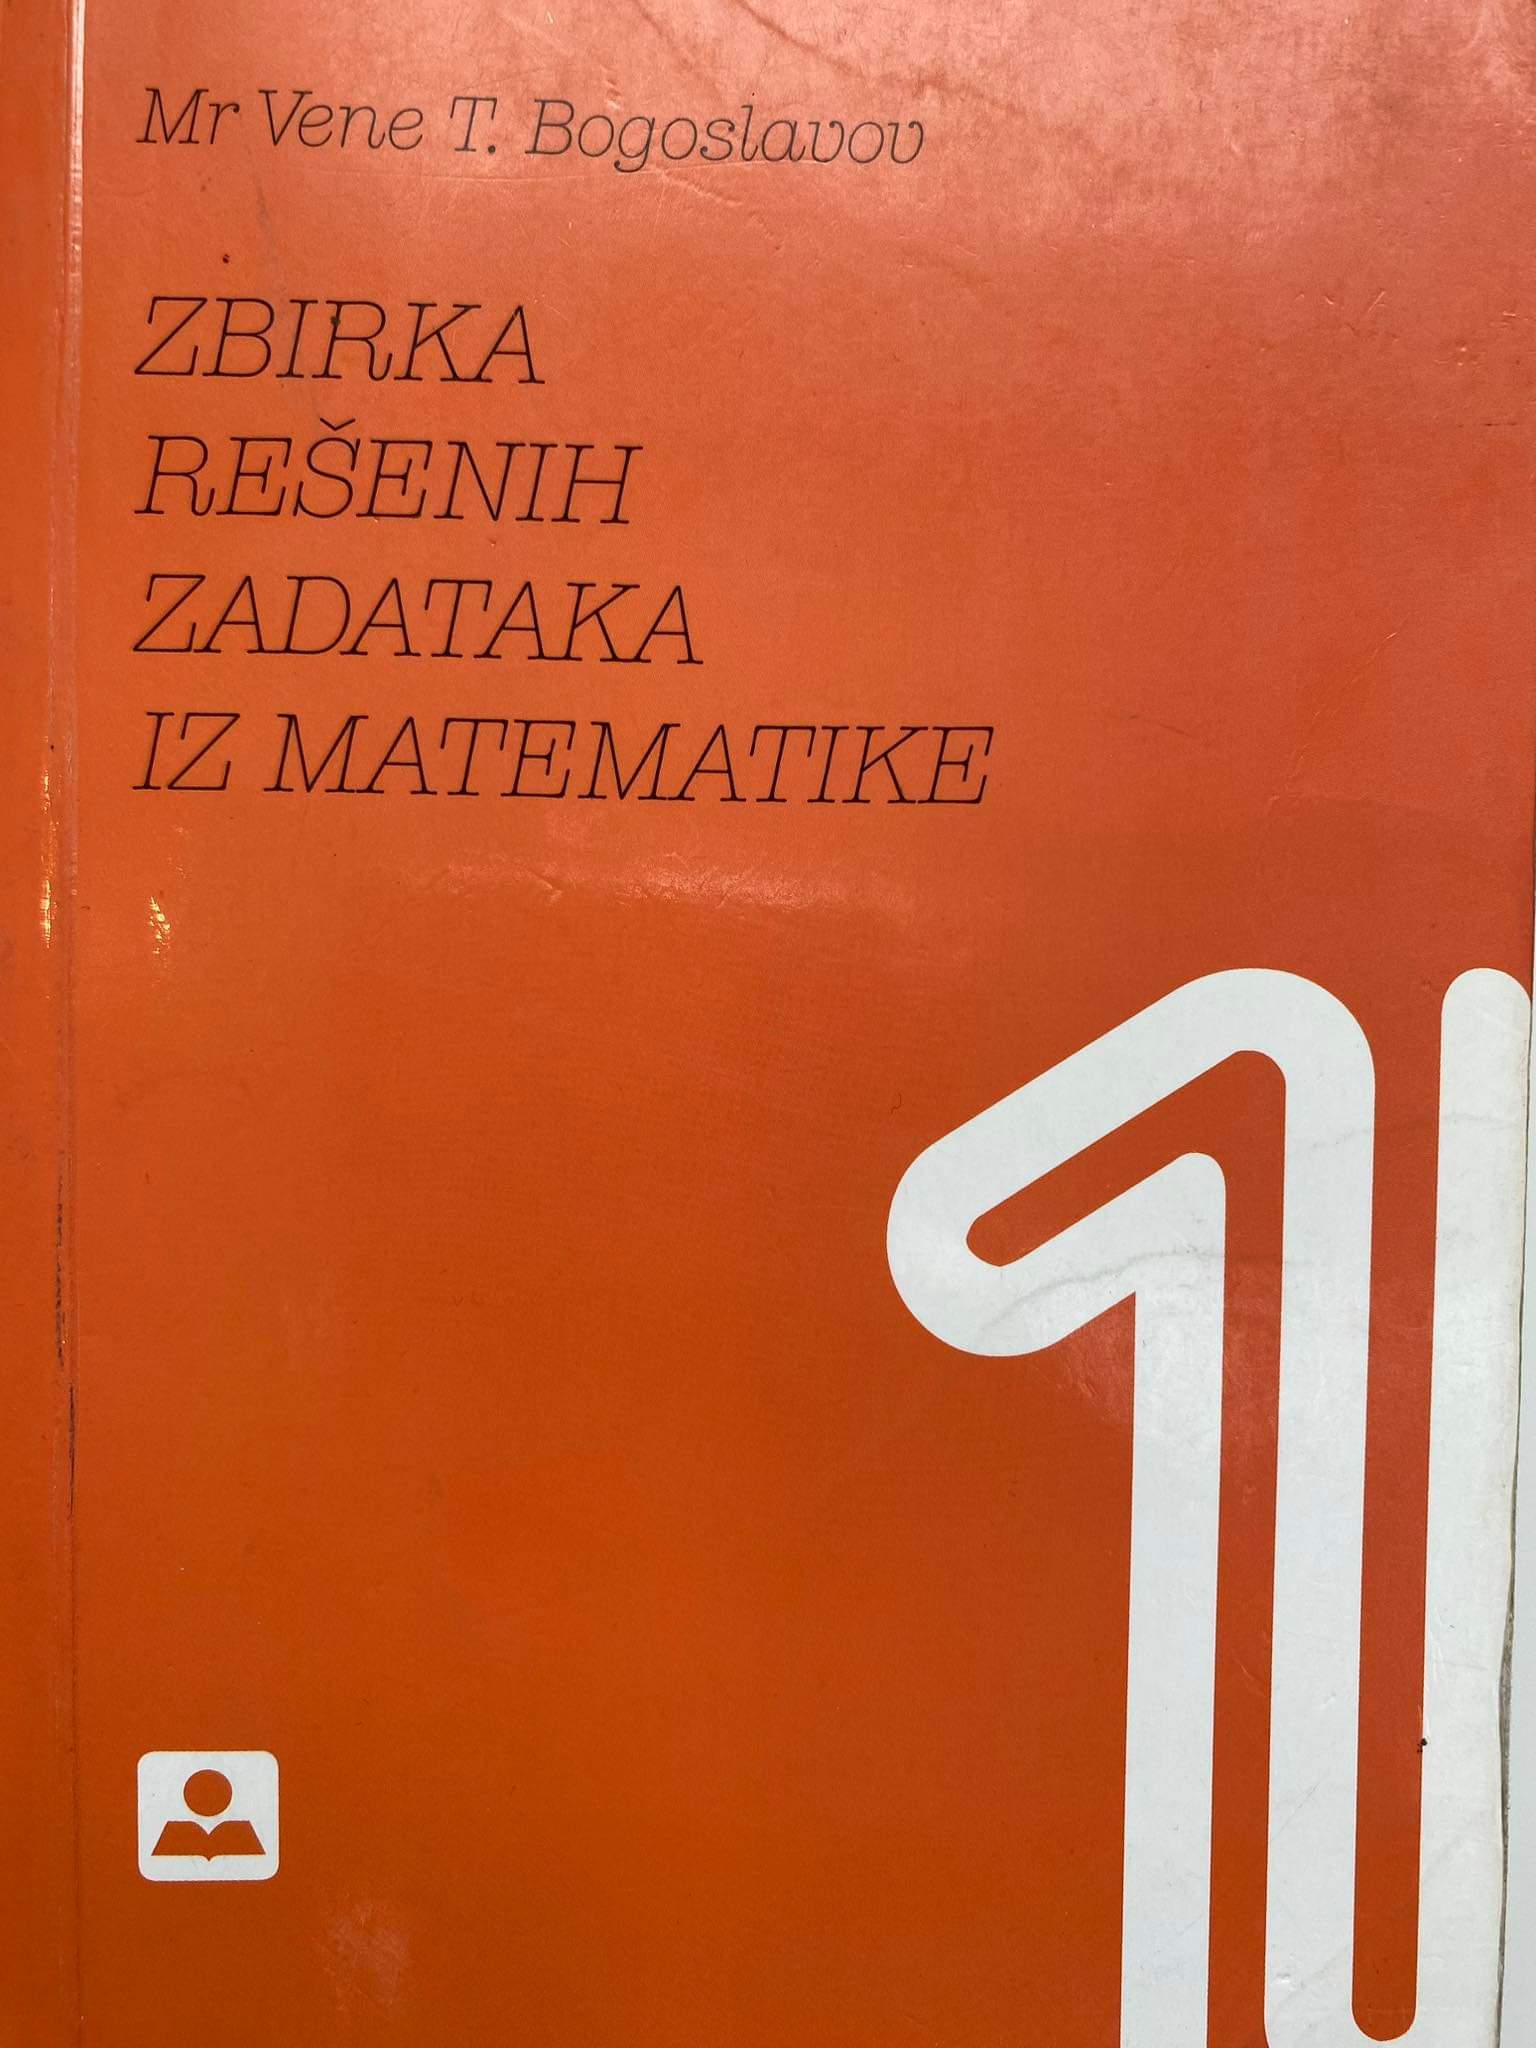 Mr Vene T. Bogoslavov
ZBIRKA
REŠENIH
ZADATAKA
IZ MATEMATIKE
1